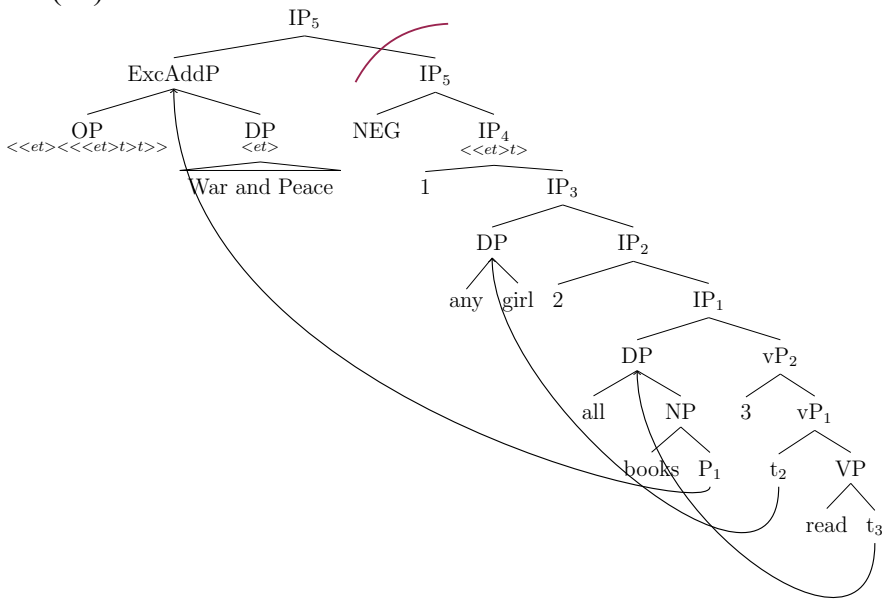 IP₅
ExcAddP IP₅
OP DP NEG IP₄
<<et><<<et>t>t>> <et> <<et>t>
War and Peace 1 IP₃
DP IP₂
any girl 2 IP₁
DP vP₂
all NP 3 vP₁
books P₁ t₂ VP
read t₃